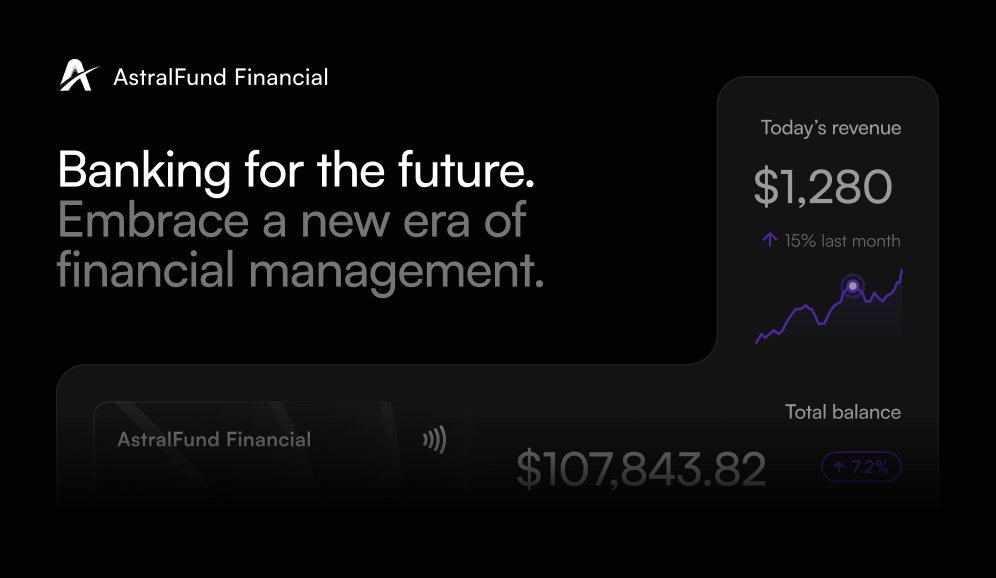 AstralFund Financial
Banking for the future.
Embrace a new era of
financial management.
Today’s revenue
$1,280
15% last month
Total balance
AstralFund Financial
$107,843.82
7.2%